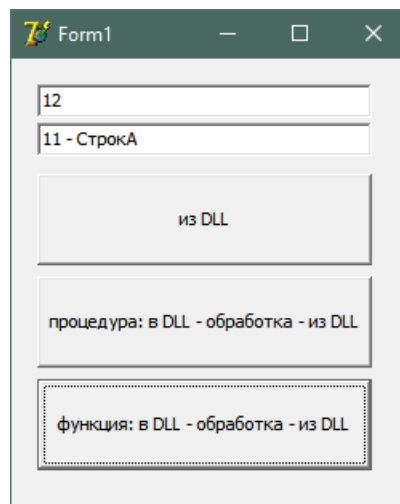 Form1
12
11 - СтрокА
из DLL
процедура: в DLL - обработка - из DLL
функция: в DLL - обработка - из DLL